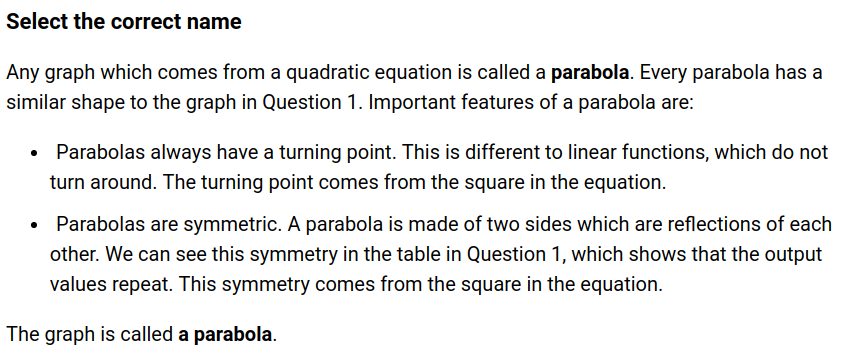 Select the correct name
Any graph which comes from a quadratic equation is called a parabola. Every parabola has a
similar shape to the graph in Question 1. Important features of a parabola are:
• Parabolas always have a turning point. This is different to linear functions, which do not
turn around. The turning point comes from the square in the equation.
• Parabolas are symmetric. A parabola is made of two sides which are reflections of each
other. We can see this symmetry in the table in Question 1, which shows that the output
values repeat. This symmetry comes from the square in the equation.
The graph is called a parabola.